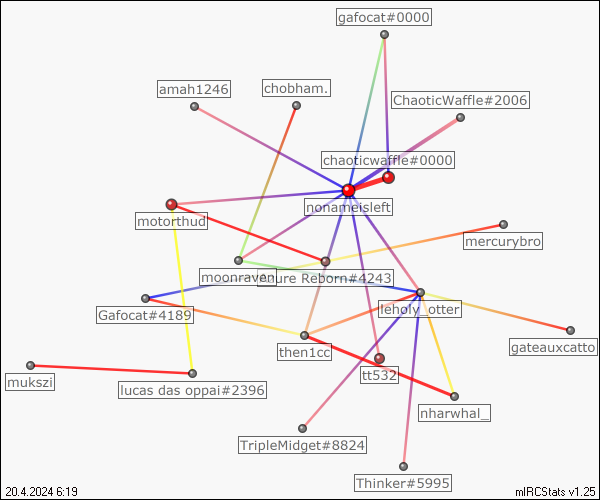 gafocat#0000
amah1246
chobham.
ChaoticWaffle#2006
chaoticwaffle#0000
nonameisleft
motorthud
mercurybro
moonraven
Reborn#4243
leholy_otter
Gafocat#4189
then1cc
gateauxcatto
tt532
mukszi
lucas das oppai#2396
nharwhal_
TripleMidget#8824
Thinker#5995
20.4.2024 6:19
mIRCStats v1.25